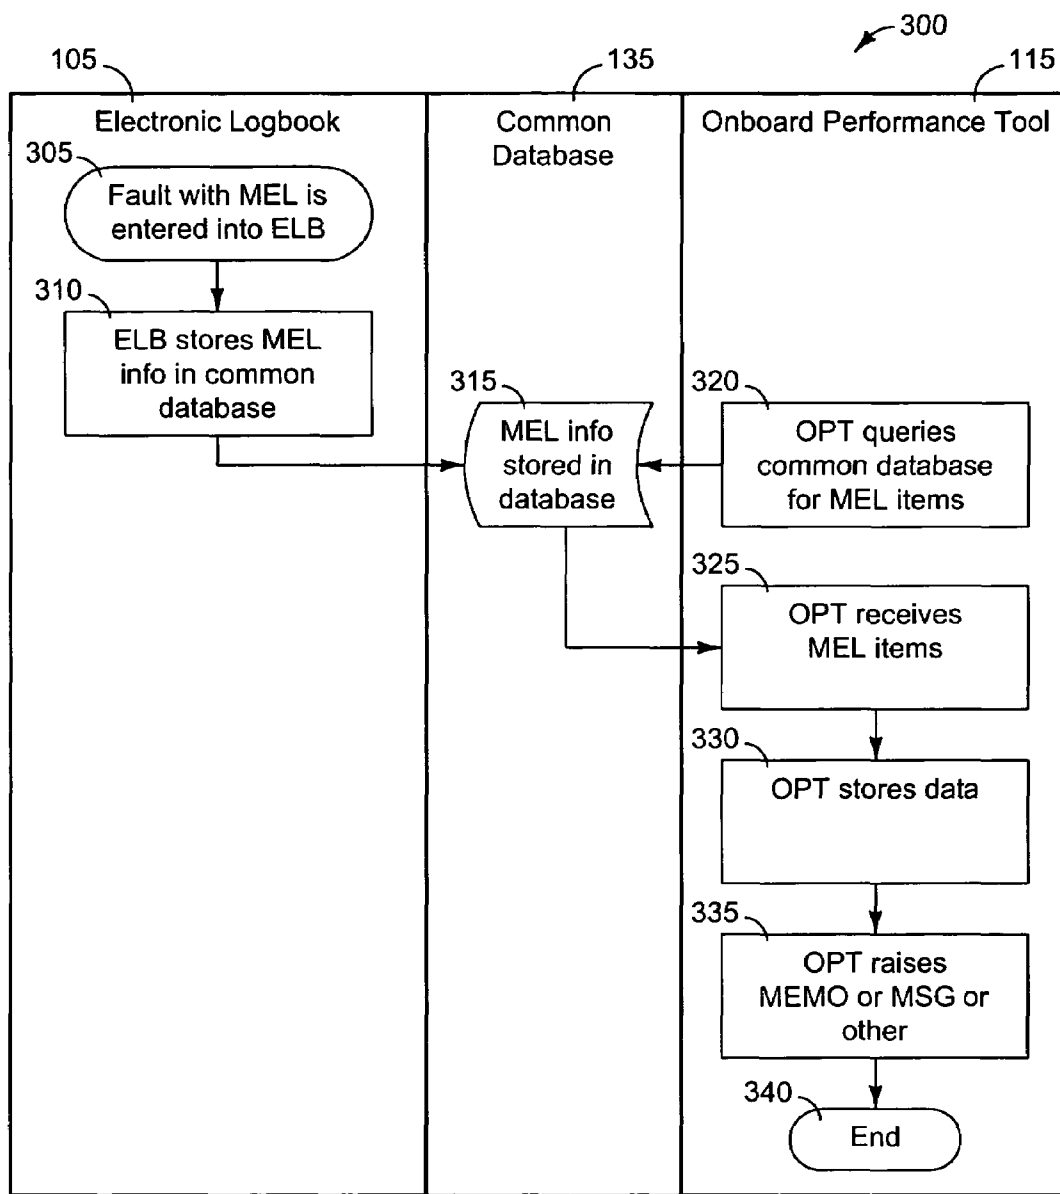 300
105
135
115
Electronic Logbook
Common
Database
Onboard Performance Tool
305
Fault with MEL is
entered into ELB
310
ELB stores MEL
info in common
database
315
MEL info
stored in
database
320
OPT queries
common database
for MEL items
325
OPT receives
MEL items
330
OPT stores data
335
OPT raises
MEMO or MSG or
other
340
End